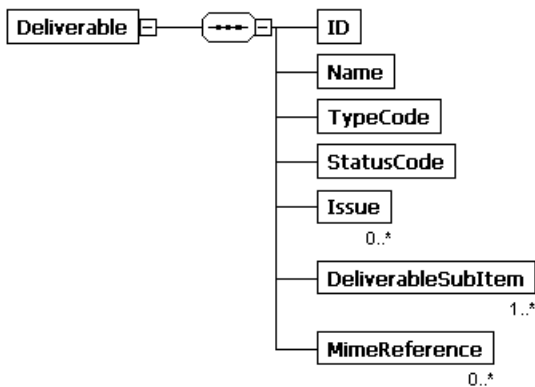 Deliverable
ID
Name
TypeCode
StatusCode
Issue
0..*
DeliverableSubItem
1..*
MimeReference
0..*